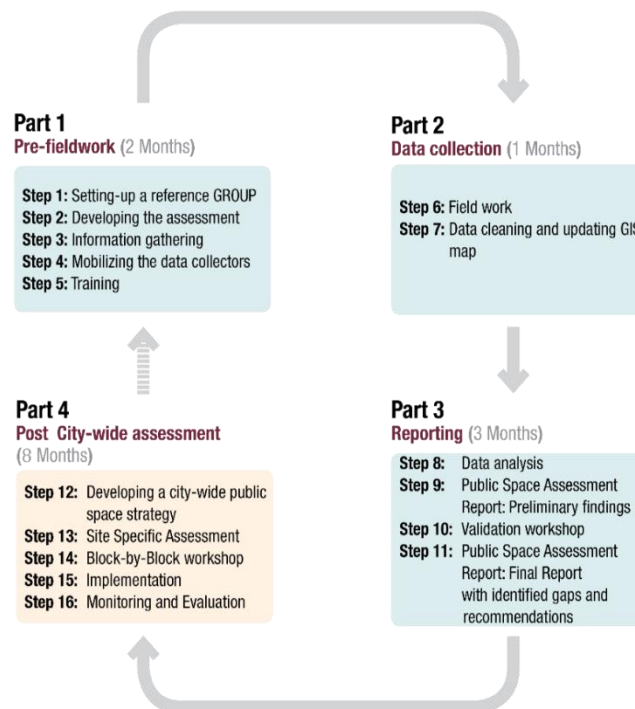 Part 1
Pre-fieldwork (2 Months)
Step 1: Setting-up a reference GROUP
Step 2: Developing the assessment
Step 3: Information gathering
Step 4: Mobilizing the data collectors
Step 5: Training
Part 2
Data collection (1 Months)
Step 6: Field work
Step 7: Data cleaning and updating GIS
map
Part 3
Reporting (3 Months)
Step 8: Data analysis
Step 9: Public Space Assessment
Report: Preliminary findings
Step 10: Validation workshop
Step 11: Public Space Assessment
Report: Final Report
with identified gaps and
recommendations
Part 4
Post City-wide assessment
(8 Months)
Step 12: Developing a city-wide public
space strategy
Step 13: Site Specific Assessment
Step 14: Block-by-Block workshop
Step 15: Implementation
Step 16: Monitoring and Evaluation